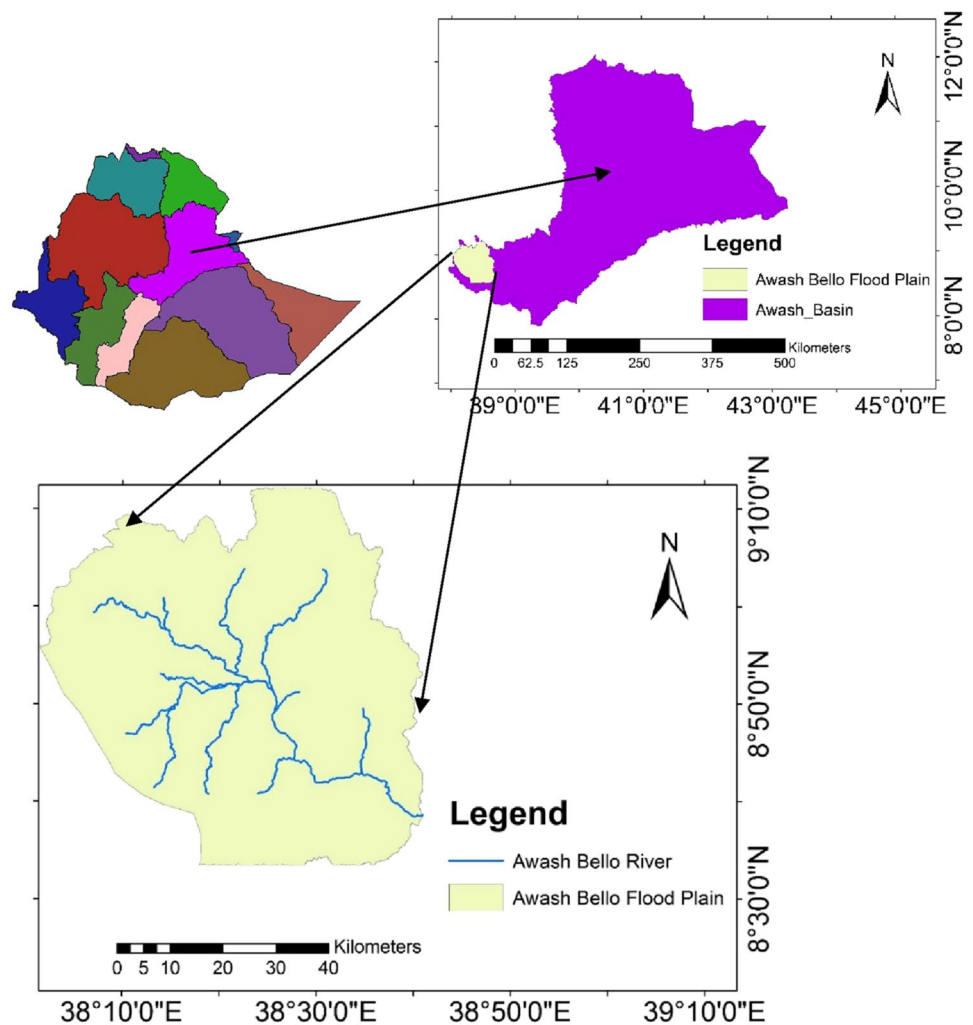 N
Legend
Awash Bello Flood Plain
Awash_Basin
0 62.5 125 250 375 500 Kilometers
12°0'0"N
10°0'0"N
8°0'0"N
39°0'0"E 41°0'0"E 43°0'0"E 45°0'0"E
N
Legend
Awash Bello River
Awash Bello Flood Plain
Kilometers
0 5 10 20 30 40
9°10'0"N
8°50'0"N
8°30'0"N
38°10'0"E 38°30'0"E 38°50'0"E 39°10'0"E